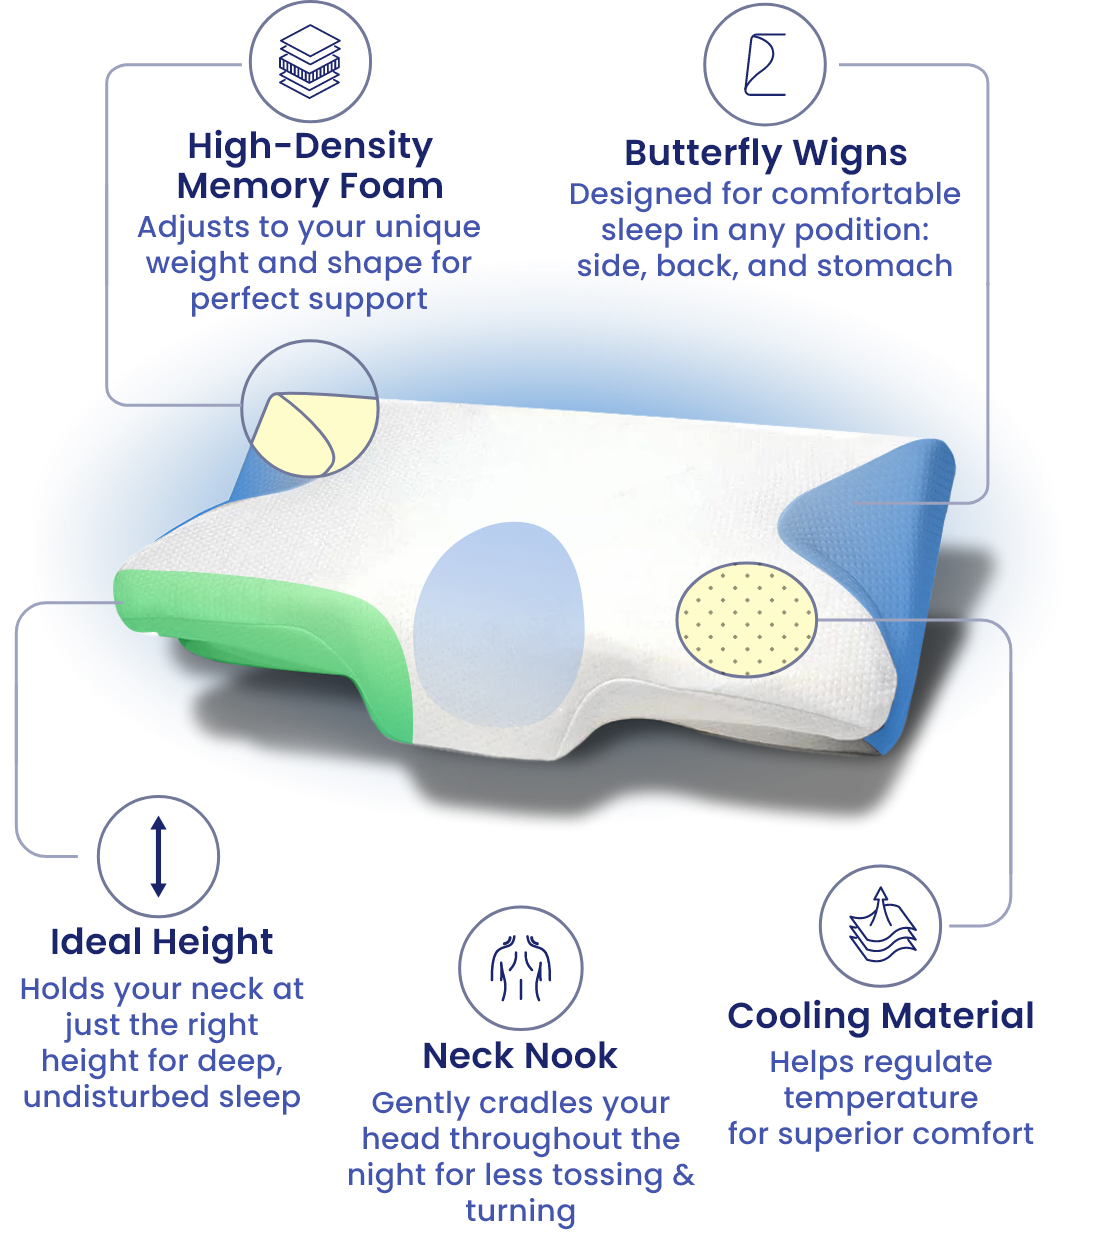 High-Density
Memory Foam
Adjusts to your unique
weight and shape for
perfect support
Butterfly Wigns
Designed for comfortable
sleep in any podition:
side, back, and stomach
Ideal Height
Holds your neck at
just the right
height for deep,
undisturbed sleep
Neck Nook
Gently cradles your
head throughout the
night for less tossing &
turning
Cooling Material
Helps regulate
temperature
for superior comfort